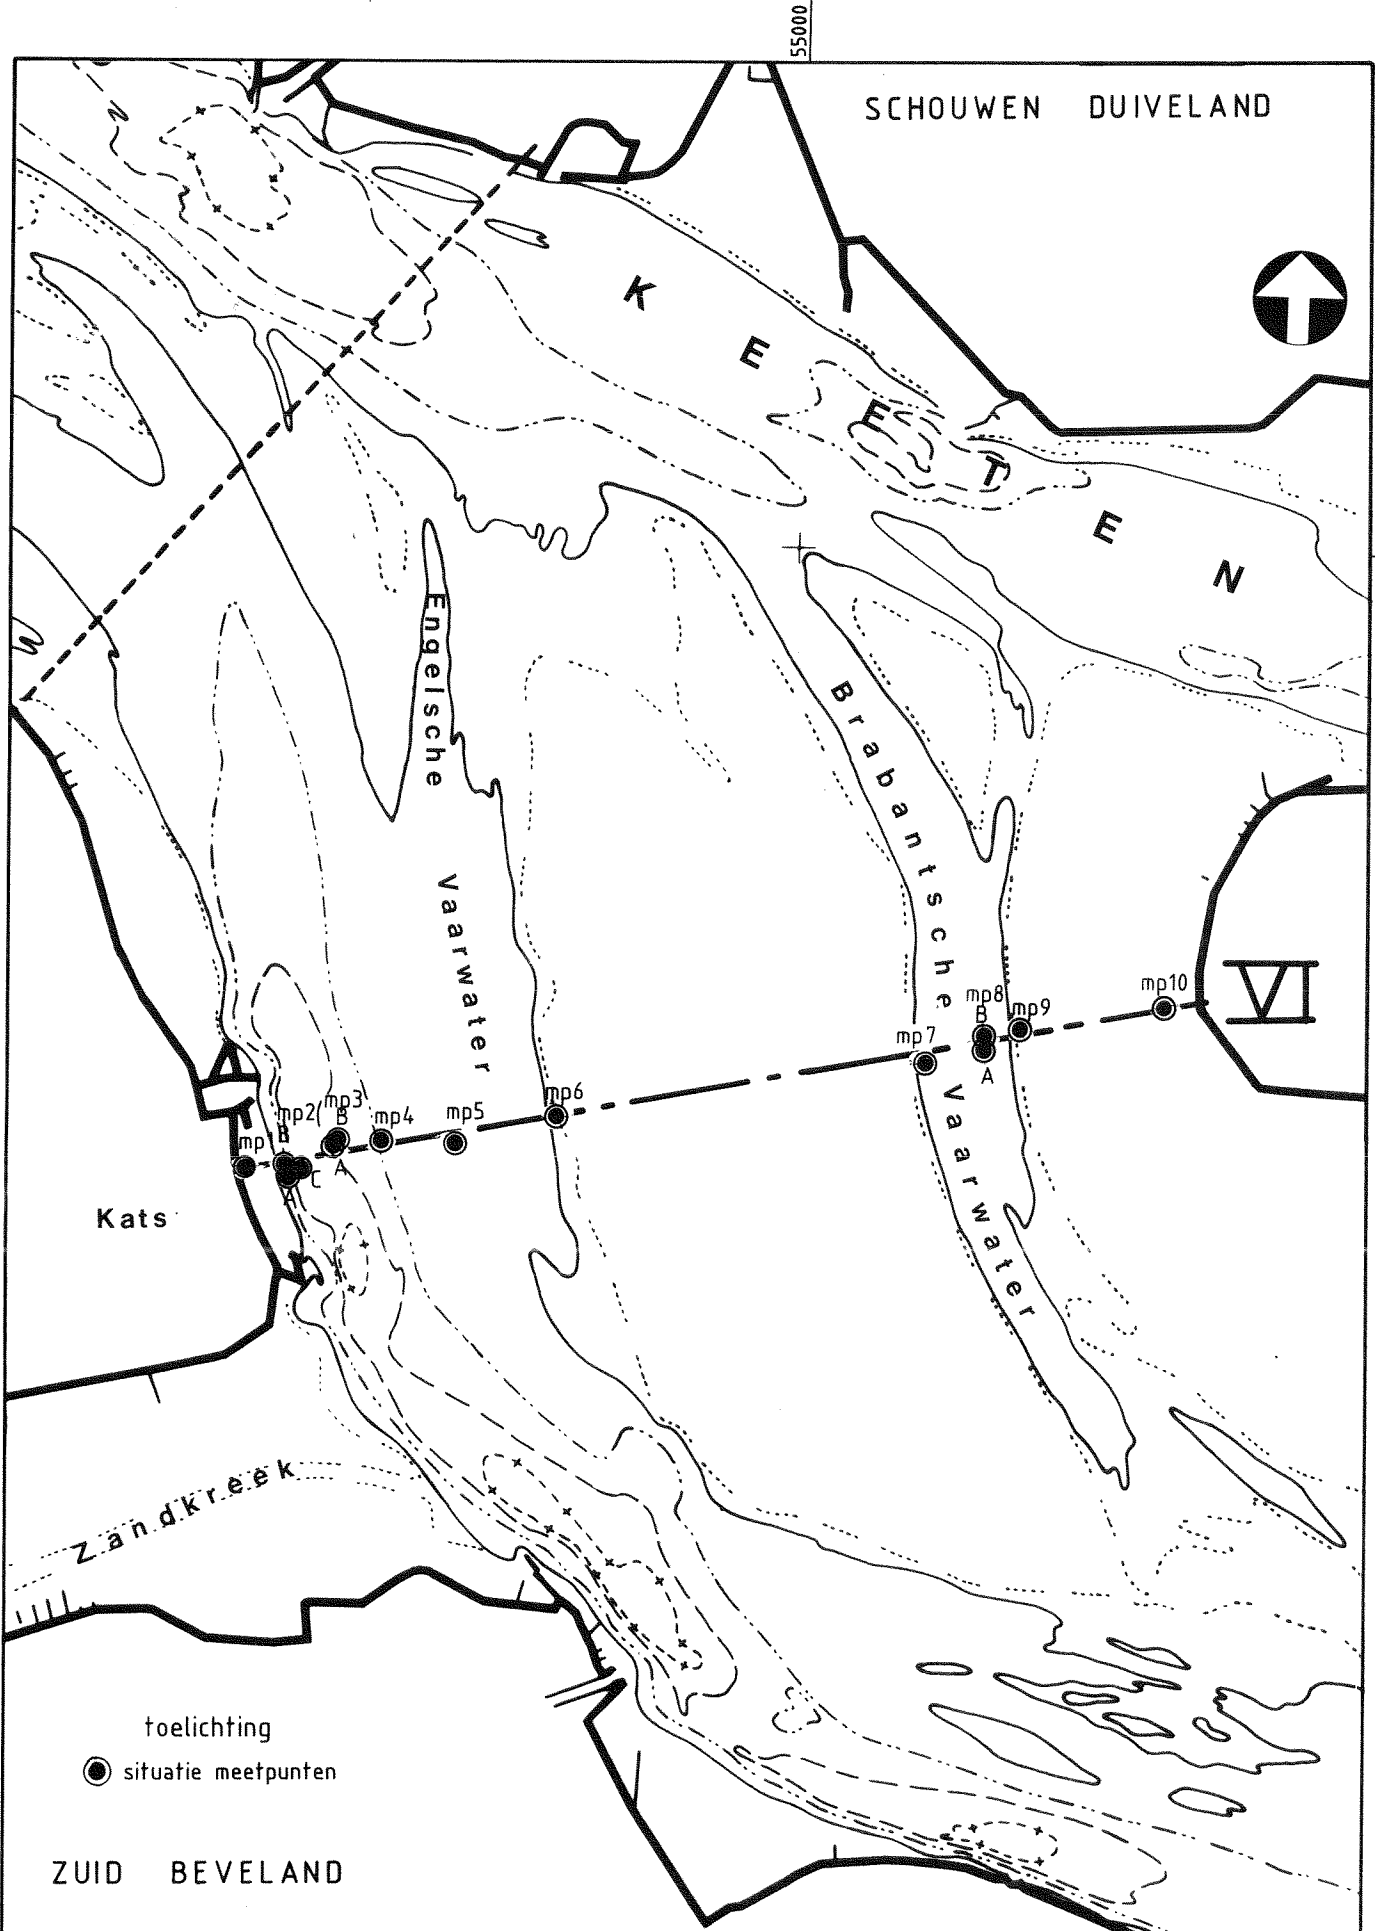 55000
SCHOUWEN DUIVELAND
KEETEN
Engelsche
Vaarwater
Brabantsche
Vaarwater
mp10
VI
mp8
B
mp9
mp7
A
mp6
mp5
mp4
mp3
B
A
mp2
B
C
A
mp
Kats
Zandkreek
toelichting
situatie meetpunten
ZUID BEVELAND